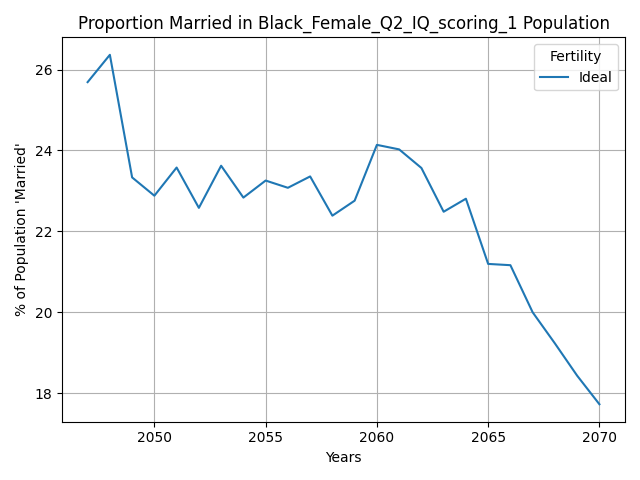 Proportion Married in Black_Female_Q2_IQ_scoring_1 Population
Fertility
Ideal
% of Population 'Married'
26
24
22
20
18
2050
2055
2060
2065
2070
Years